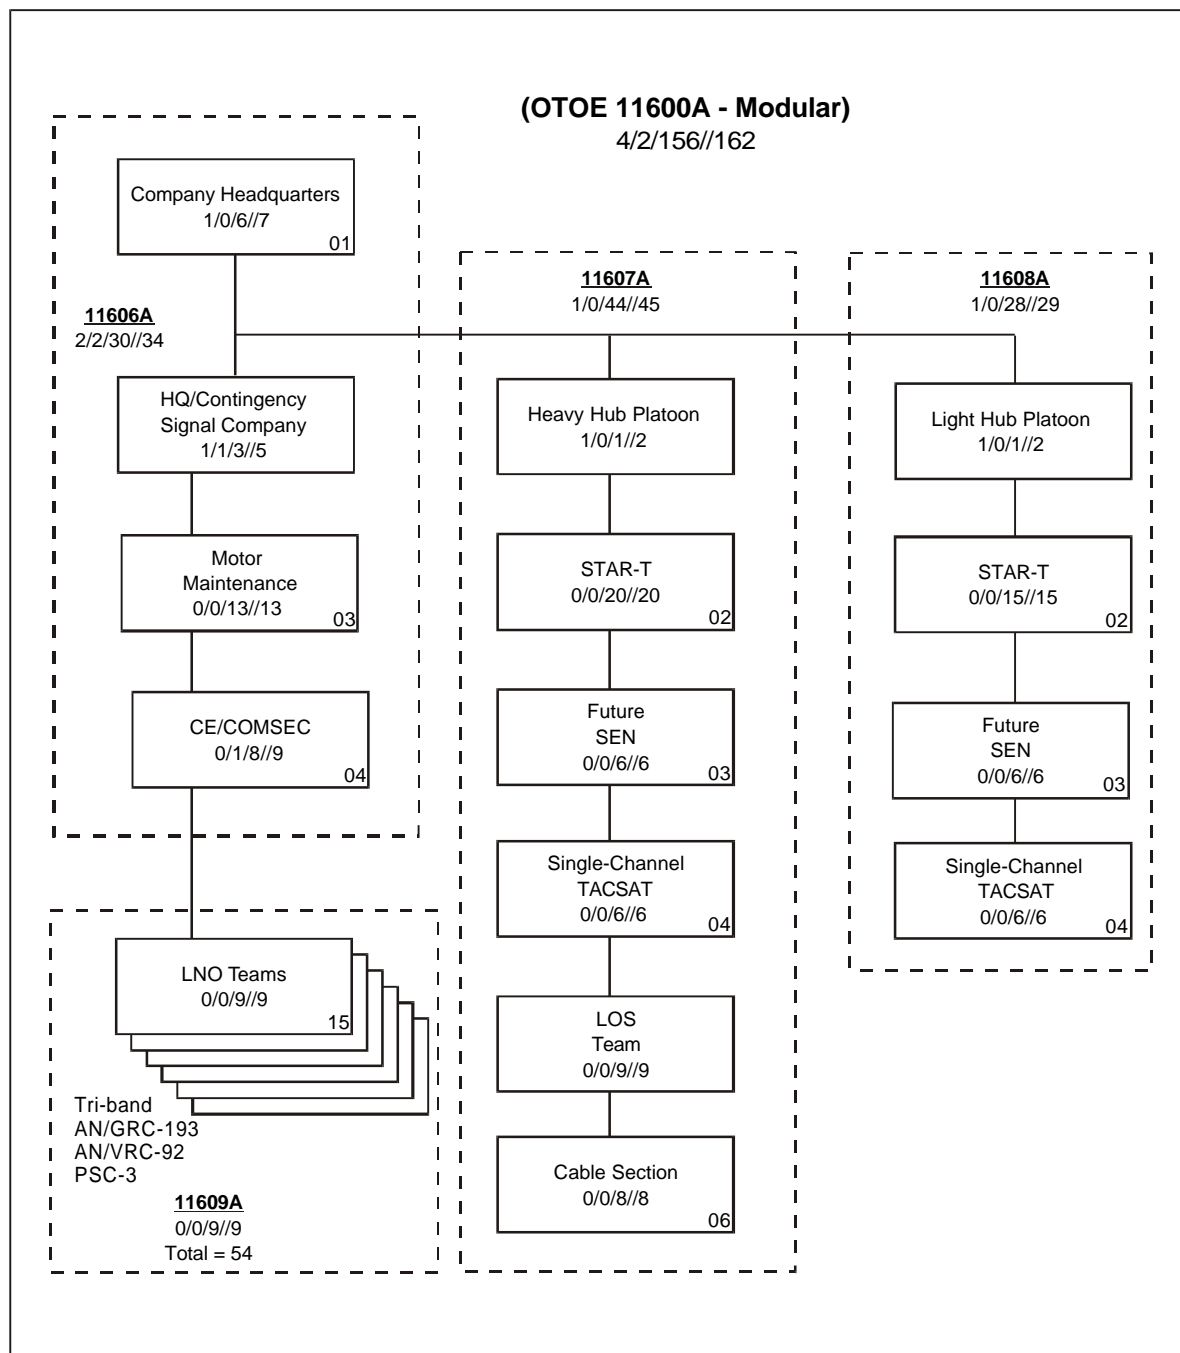 (OTOE 11600A - Modular)
4/2/156//162
Company Headquarters
1/0/6//7
01
11606A
2/2/30//34
HQ/Contingency
Signal Company
1/1/3//5
Motor
Maintenance
0/0/13//13
03
CE/COMSEC
0/1/8//9
04
LNO Teams
0/0/9//9
15
Tri-band
AN/GRC-193
AN/VRC-92
PSC-3
11609A
0/0/9//9
Total = 54
11607A
1/0/44//45
Heavy Hub Platoon
1/0/1//2
STAR-T
0/0/20//20
02
Future
SEN
0/0/6//6
03
Single-Channel
TACSAT
0/0/6//6
04
LOS
Team
0/0/9//9
Cable Section
0/0/8//8
06
11608A
1/0/28//29
Light Hub Platoon
1/0/1//2
STAR-T
0/0/15//15
02
Future
SEN
0/0/6//6
03
Single-Channel
TACSAT
0/0/6//6
04